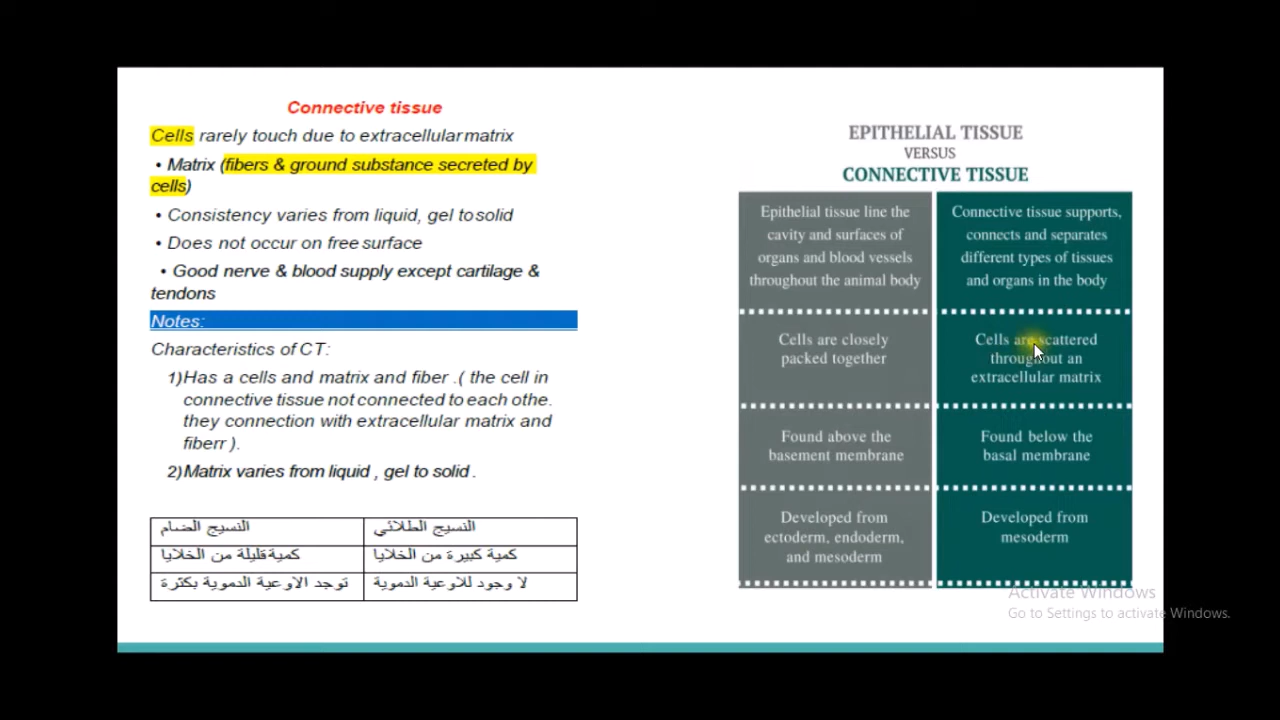 Connective tissue
Cells rarely touch due to extracellular matrix
• Matrix (fibers & ground substance secreted by
cells)
• Consistency varies from liquid, gel to solid
• Does not occur on free surface
• Good nerve & blood supply except cartilage &
tendons
Notes:
Characteristics of CT:
1)Has a cells and matrix and fiber .( the cell in
connective tissue not connected to each othe.
they connection with extracellular matrix and
fiberr ).
2)Matrix varies from liquid , gel to solid .
النسيج الطلائي
النسيج الضام
كمية كبيرة من الخلايا
كمية قليلة من الخلايا
لا وجود للاوعية الدموية
توجد الاوعية الدموية بكثرة
EPITHELIAL TISSUE
VERSUS
CONNECTIVE TISSUE
Epithelial tissue line the
cavity and surfaces of
organs and blood vessels
throughout the animal body
Connective tissue supports,
connects and separates
different types of tissues
and organs in the body
Cells are closely
packed together
Cells are scattered
throughout an
extracellular matrix
Found above the
basement membrane
Found below the
basal membrane
Developed from
ectoderm, endoderm,
and mesoderm
Developed from
mesoderm
Activate Windows
Go to Settings to activate Windows.